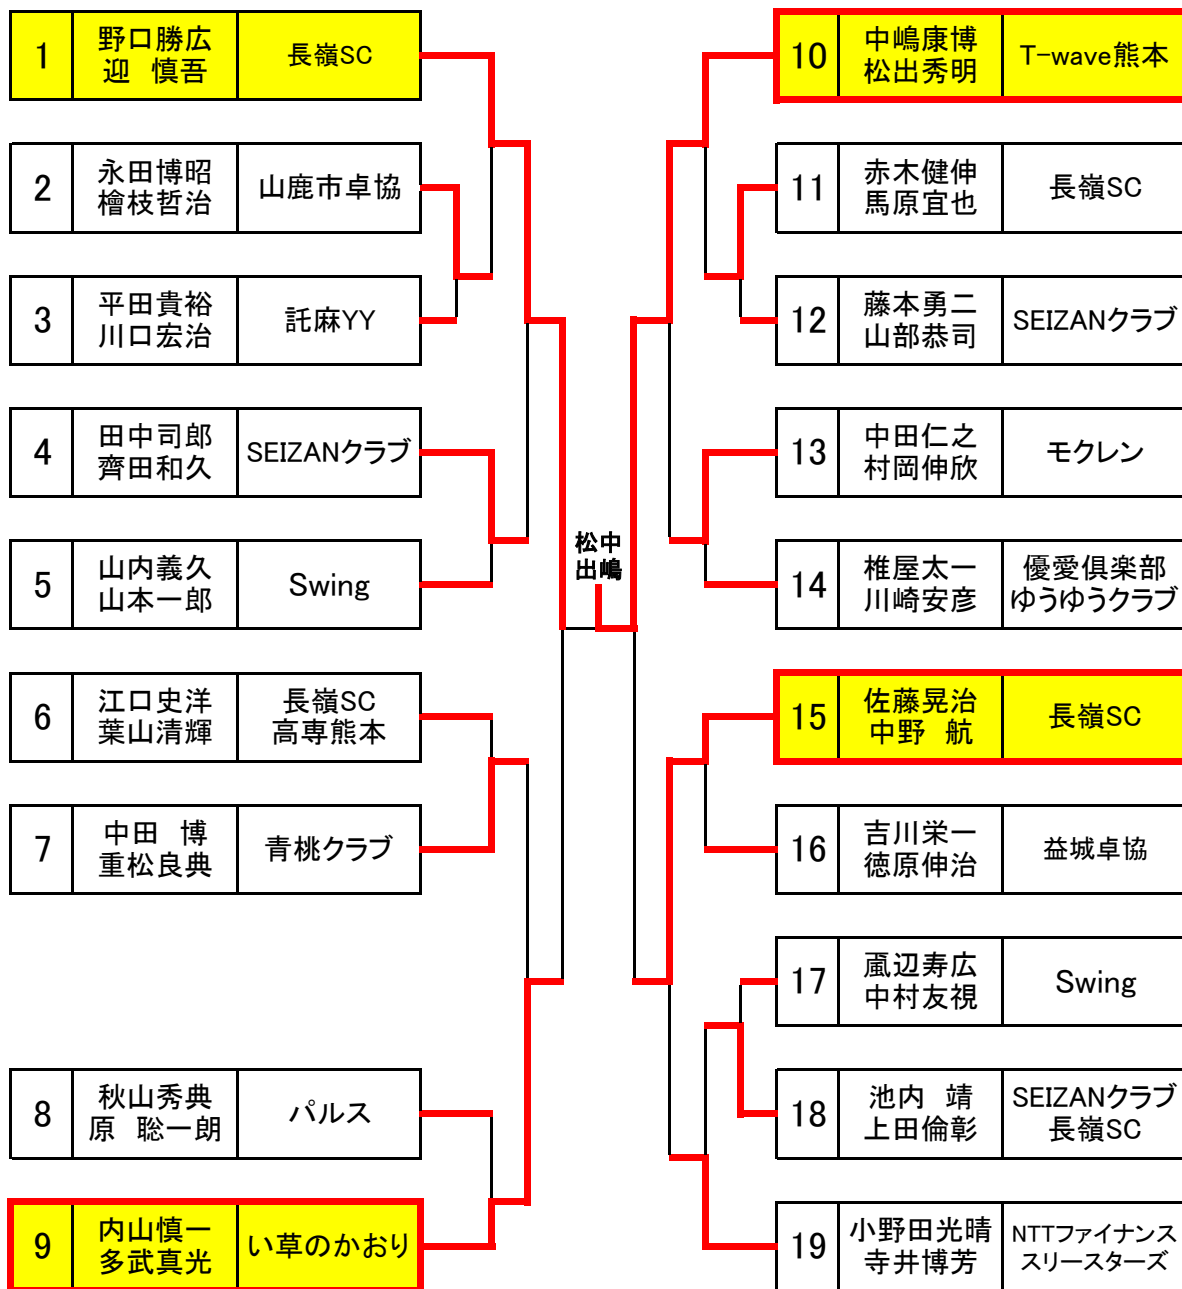 1
野口勝広
迎 慎吾
長嶺SC
2
永田博昭
檜枝哲治
山鹿市卓協
3
平田貴裕
川口宏治
託麻YY
4
田中司郎
齊田和久
SEIZANクラブ
5
山内義久
山本一郎
Swing
6
江口史洋
葉山清輝
長嶺SC
高専熊本
7
中田 博
重松良典
青桃クラブ
8
秋山秀典
原 聡一朗
パルス
9
内山慎一
多武真光
い草のかおり
中嶋
松出
10
中嶋康博
松出秀明
T-wave熊本
11
赤木健伸
馬原宜也
長嶺SC
12
藤本勇二
山部恭司
SEIZANクラブ
13
中田仁之
村岡伸欣
モクレン
14
椎屋太一
川崎安彦
優愛倶楽部
ゆうゆうクラブ
15
佐藤晃治
中野 航
長嶺SC
16
吉川栄一
徳原伸治
益城卓協
17
辺寿広
中村友視
Swing
18
池内 靖
上田倫彰
SEIZANクラブ
長嶺SC
19
小野田光晴
寺井博芳
NTTファイナンス
スリースターズ